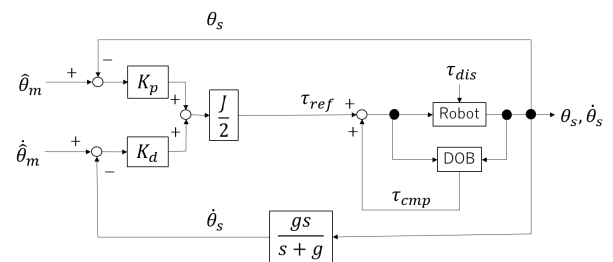 θ_s
+ −
θ̂_m K_p
+
J/2
τ_ref +
+
τ_dis
Robot
θ_s, θ̇_s
+
+
θ̇̂_m K_d
−
DOB
τ_cmp
θ̇_s
gs/(s + g)